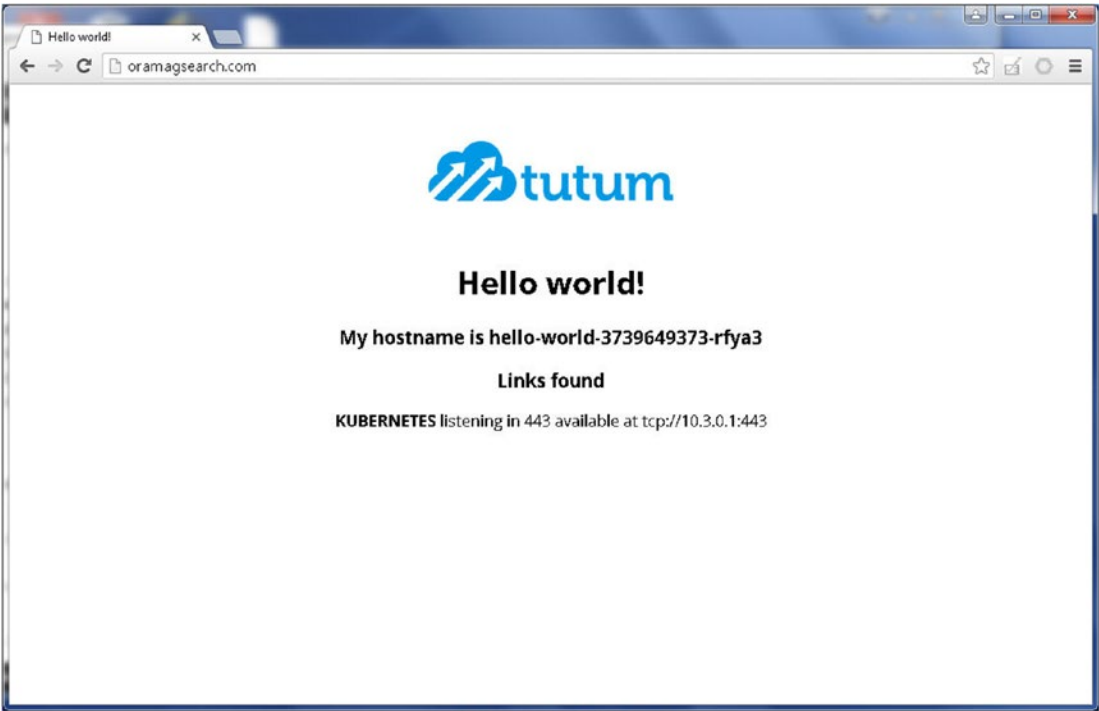 Hello world!
oramagsearch.com
tutum
Hello world!
My hostname is hello-world-3739649373-rfya3
Links found
KUBERNETES listening in 443 available at tcp://10.3.0.1:443